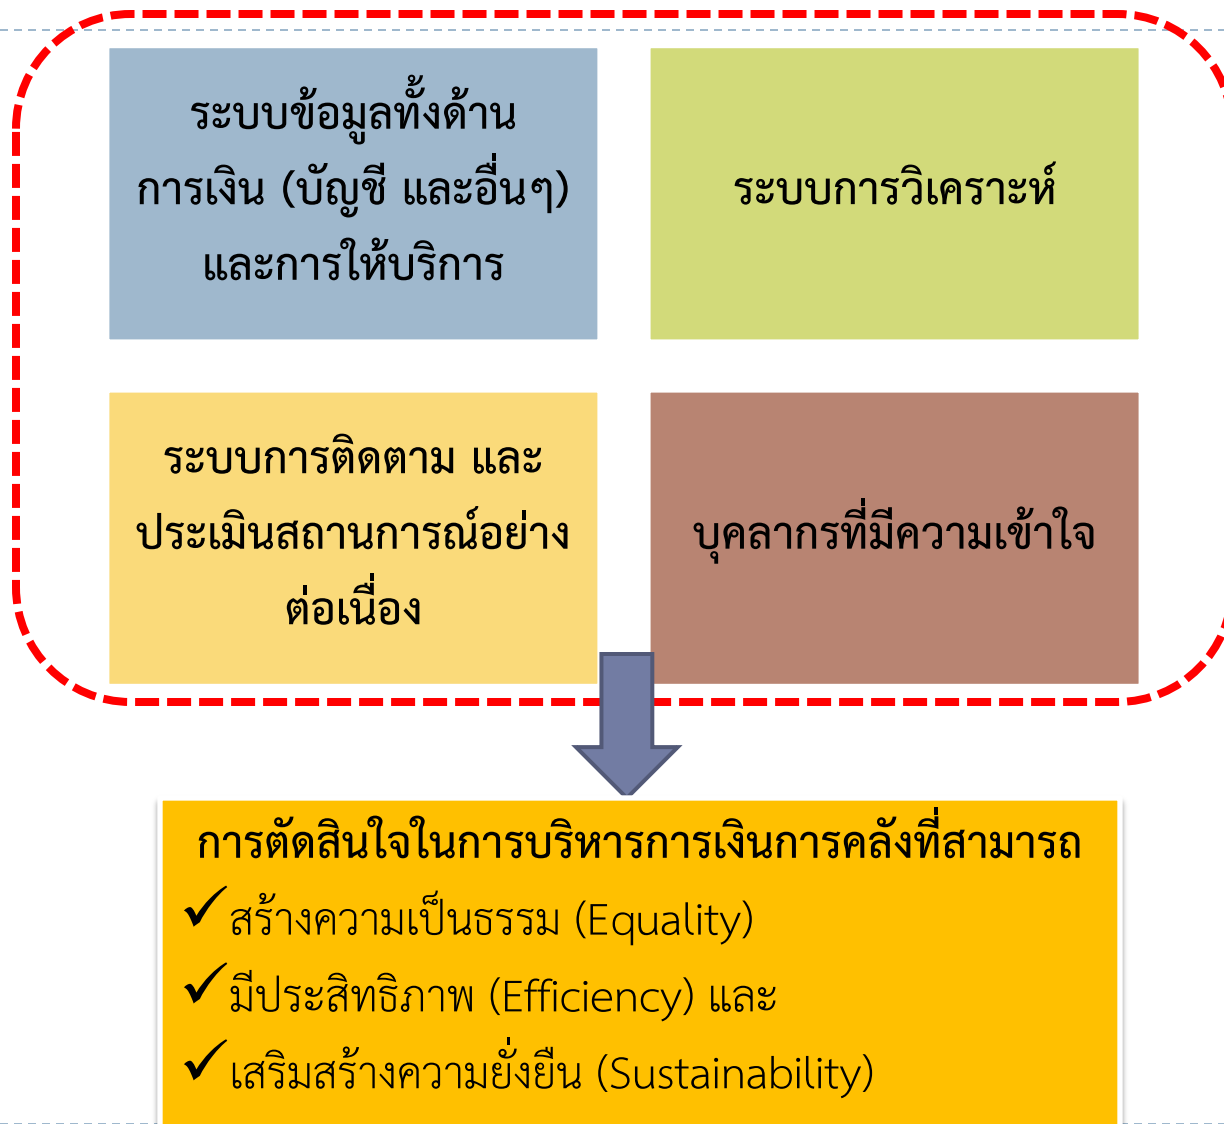 ระบบข้อมูลทั้งด้าน
การเงิน (บัญชี และอื่นๆ)
และการให้บริการ
ระบบการวิเคราะห์
ระบบการติดตาม และ
ประเมินสถานการณ์อย่าง
ต่อเนื่อง
บุคลากรที่มีความเข้าใจ
การตัดสินใจในการบริหารการเงินการคลังที่สามารถ
✓สร้างความเป็นธรรม (Equality)
✓มีประสิทธิภาพ (Efficiency) และ
✓เสริมสร้างความยั่งยืน (Sustainability)